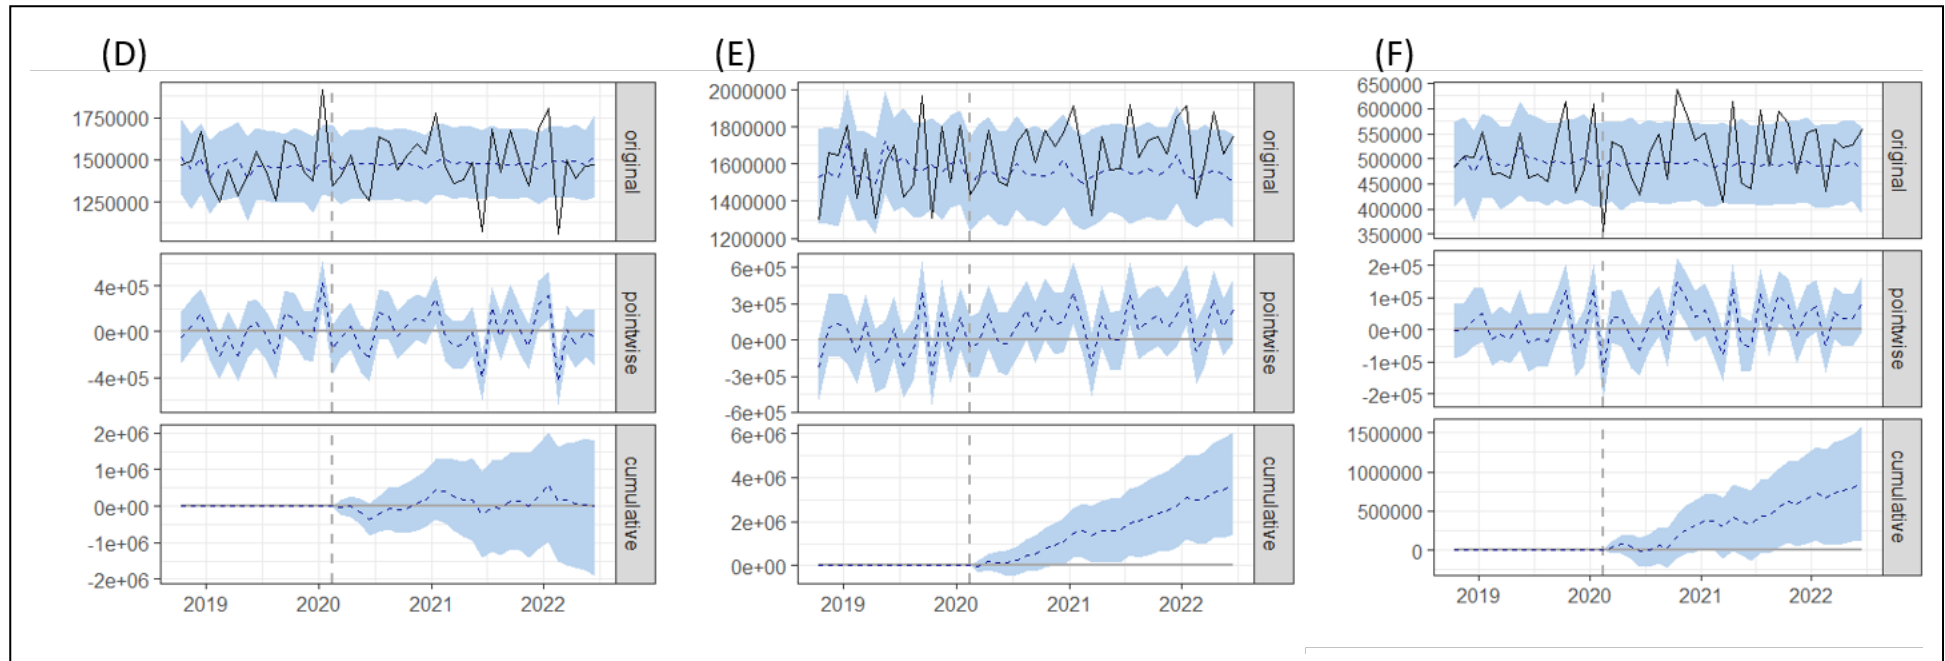 (D)
1750000
1500000
1250000
original
4e+05
0e+00
-4e+05
pointwise
2e+06
1e+06
0e+00
-1e+06
-2e+06
cumulative
2019 2020 2021 2022
(E)
2000000
1800000
1600000
1400000
1200000
original
6e+05
3e+05
0e+00
-3e+05
-6e+05
pointwise
6e+06
4e+06
2e+06
0e+00
cumulative
2019 2020 2021 2022
(F)
650000
600000
550000
500000
450000
400000
350000
original
2e+05
1e+05
0e+00
-1e+05
-2e+05
pointwise
1500000
1000000
500000
0
cumulative
2019 2020 2021 2022